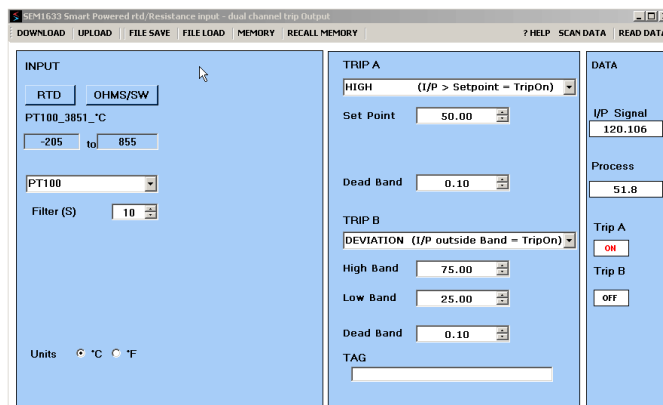 SEM1633 Smart Powered rtd/Resistance input - dual channel trip Output
DOWNLOAD UPLOAD FILE SAVE FILE LOAD MEMORY RECALL MEMORY ? HELP SCAN DATA READ DATA
INPUT
RTD OHMS/SW
PT100_3851_°C
-205 to 855
PT100
Filter (S) 10
Units °C °F
TRIP A
HIGH (I/P > Setpoint = TripOn)
Set Point 50.00
Dead Band 0.10
TRIP B
DEVIATION (I/P outside Band = TripOn)
High Band 75.00
Low Band 25.00
Dead Band 0.10
TAG
DATA
I/P Signal
120.106
Process
51.8
Trip A
ON
Trip B
OFF